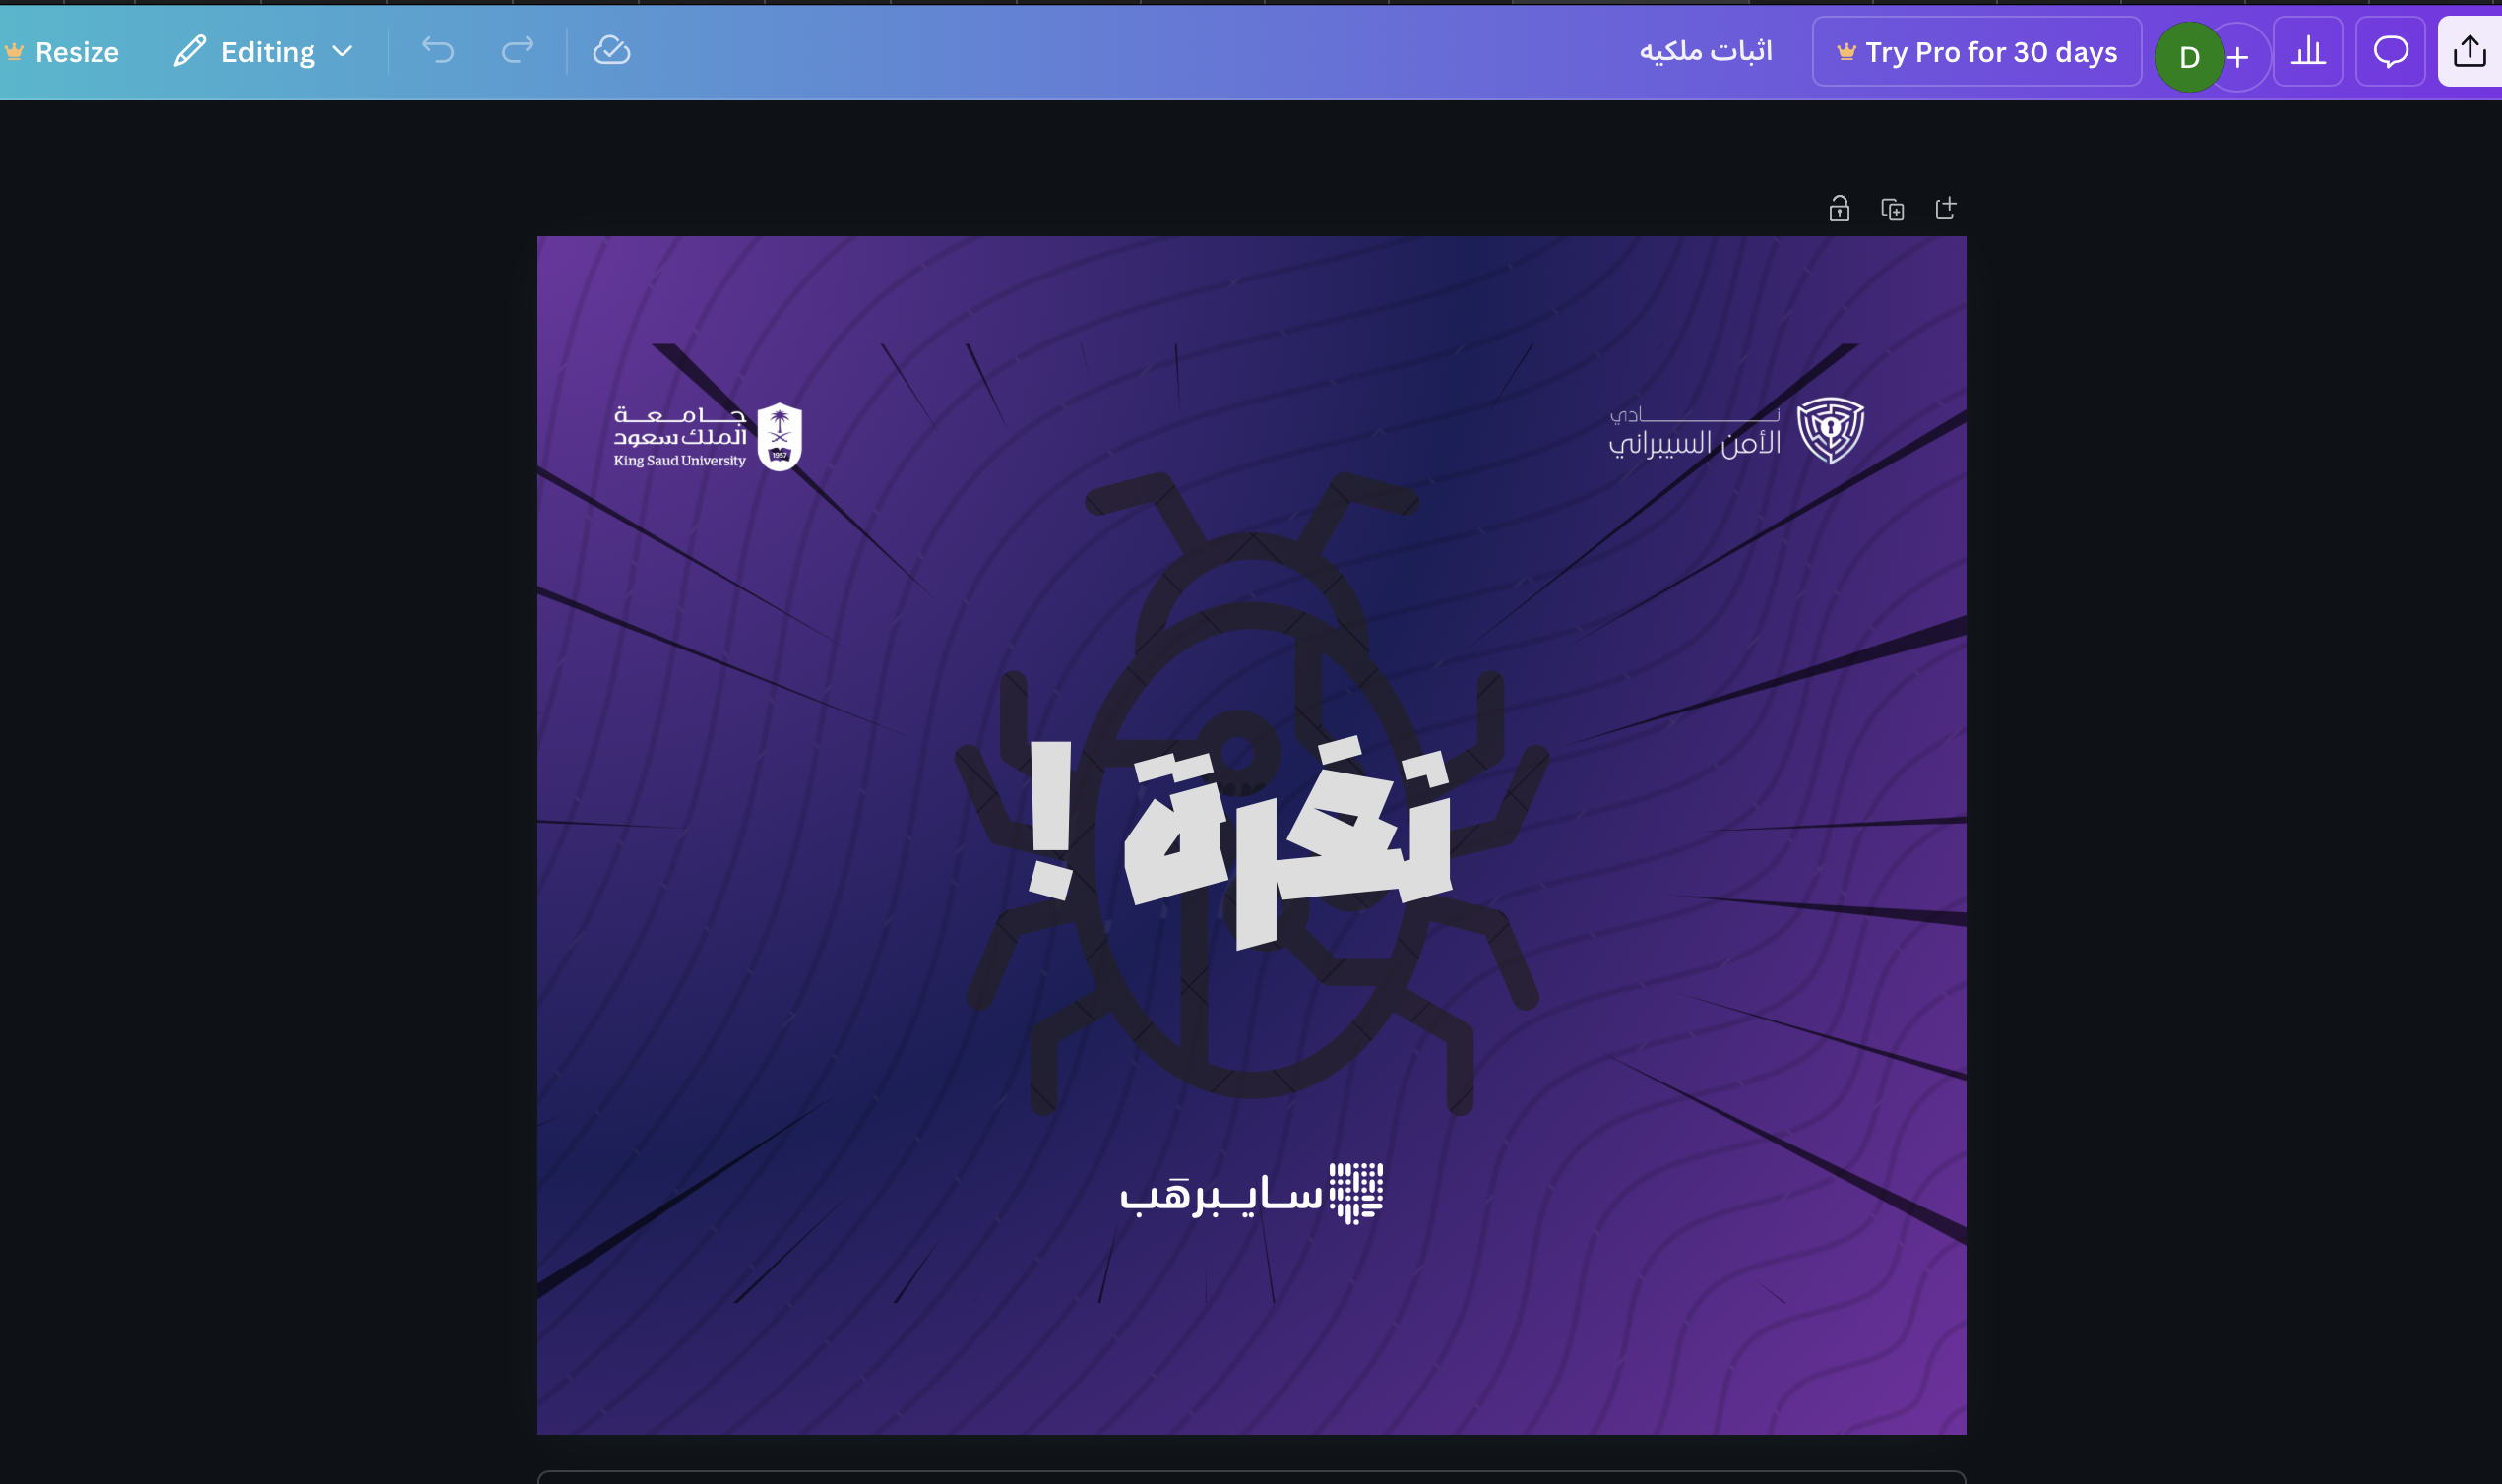 Resize
Editing
اثبات ملكيه
Try Pro for 30 days
D
جامعة
الملك سعود
King Saud University
1957
نادي
الأمن السيبراني
ثغرة !
سايبرهَب